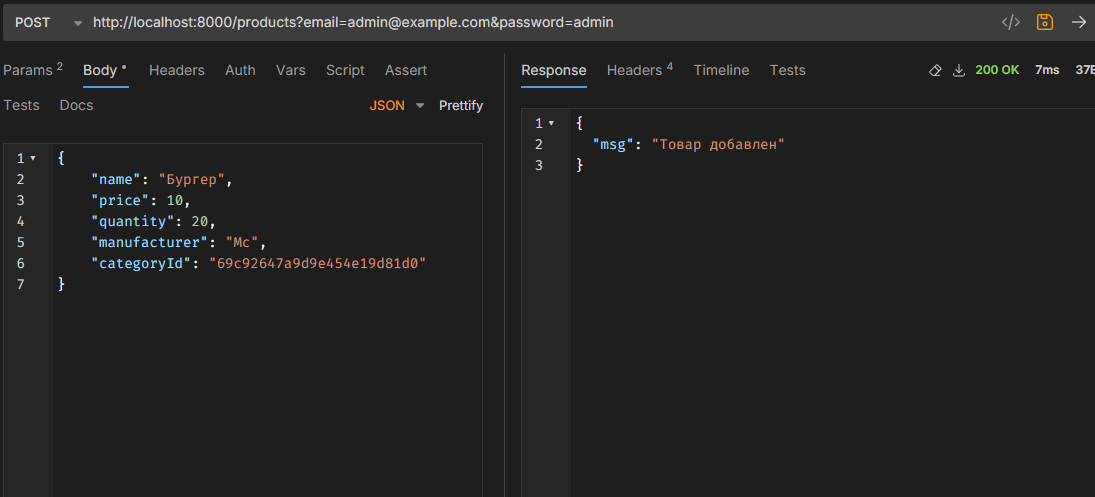 POST http://localhost:8000/products?email=admin@example.com&password=admin
Params 2 Body Headers Auth Vars Script Assert
Tests Docs JSON Prettify
1 {
2 "name": "Бургер",
3 "price": 10,
4 "quantity": 20,
5 "manufacturer": "Mc",
6 "categoryId": "69c92647a9d9e454e19d81d0"
7 }
Response Headers 4 Timeline Tests 200 OK 7ms 37B
1 {
2 "msg": "Товар добавлен"
3 }